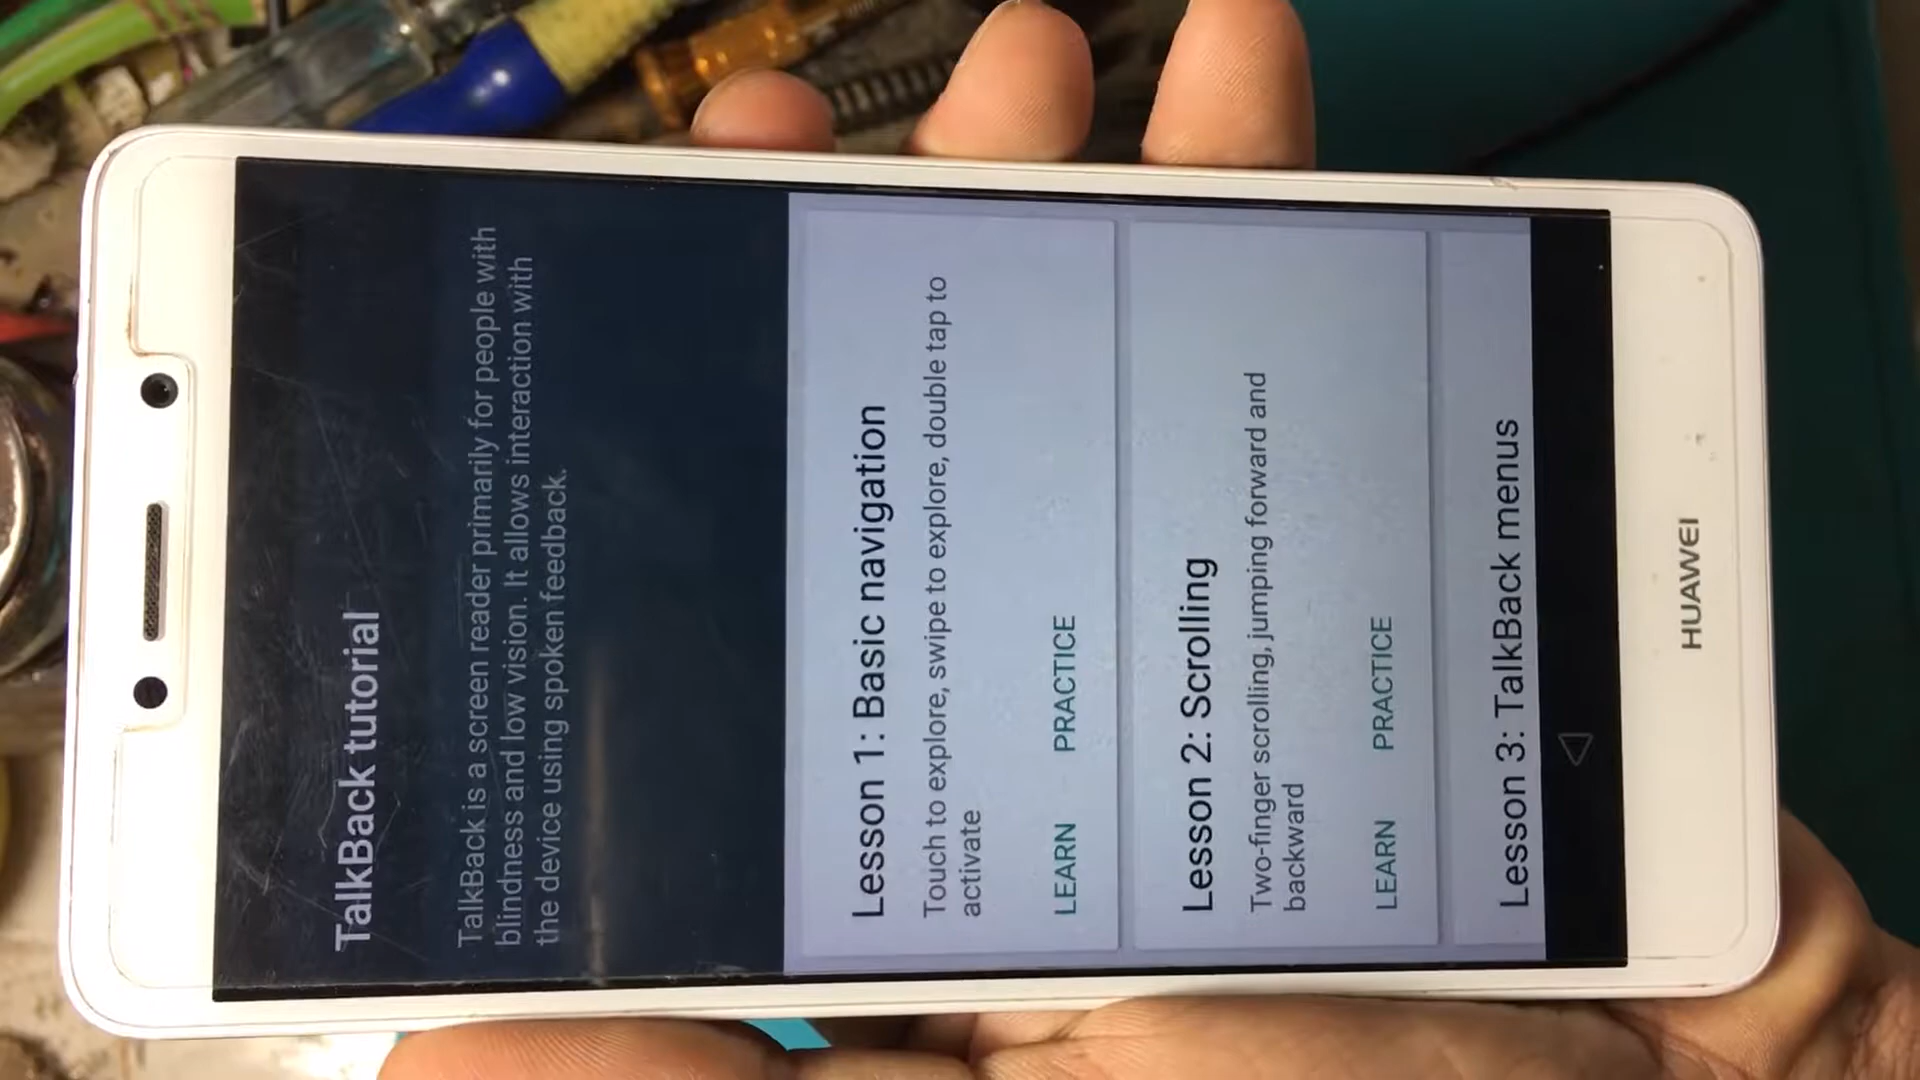 TalkBack tutorial
TalkBack is a screen reader primarily for people with
blindness and low vision. It allows interaction with
the device using spoken feedback.
Lesson 1: Basic navigation
Touch to explore, swipe to explore, double tap to
activate
LEARN PRACTICE
Lesson 2: Scrolling
Two-finger scrolling, jumping forward and
backward
LEARN PRACTICE
Lesson 3: TalkBack menus
HUAWEI